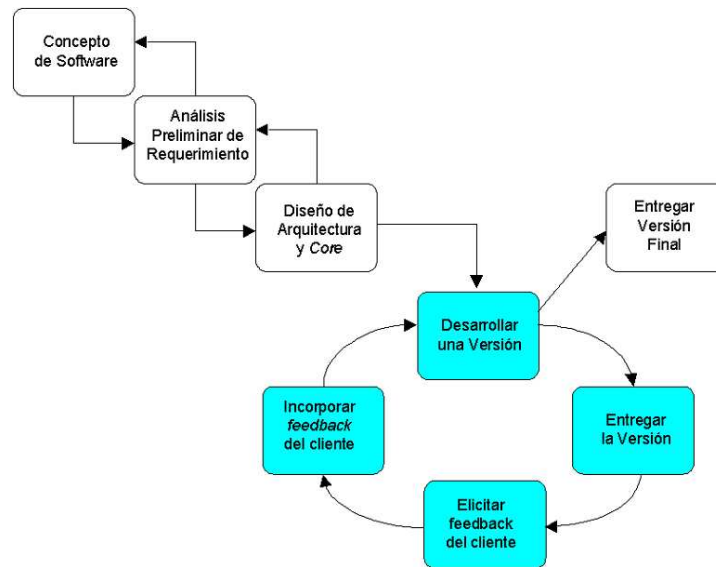 Concepto
de Software
Análisis
Preliminar de
Requerimiento
Diseño de
Arquitectura
y Core
Entregar
Versión
Final
Desarrollar
una Versión
Incorporar
feedback
del cliente
Entregar
la Versión
Elicitar
feedback
del cliente